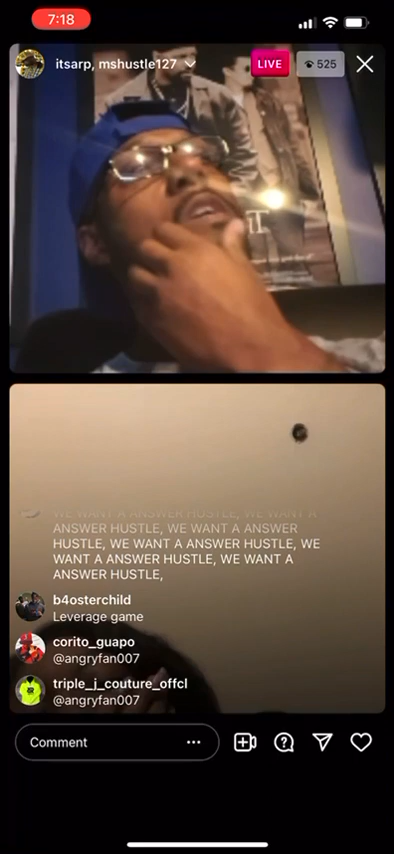 7:18
itsarp, mshustle127
LIVE
525
WE WANT A ANSWER HUSTLE, WE WANT A
ANSWER HUSTLE, WE WANT A ANSWER
HUSTLE, WE WANT A ANSWER HUSTLE, WE
WANT A ANSWER HUSTLE, WE WANT A
ANSWER HUSTLE,
b4osterchild
Leverage game
corito_guapo
@angryfan007
triple_j_couture_offcl
@angryfan007
Comment